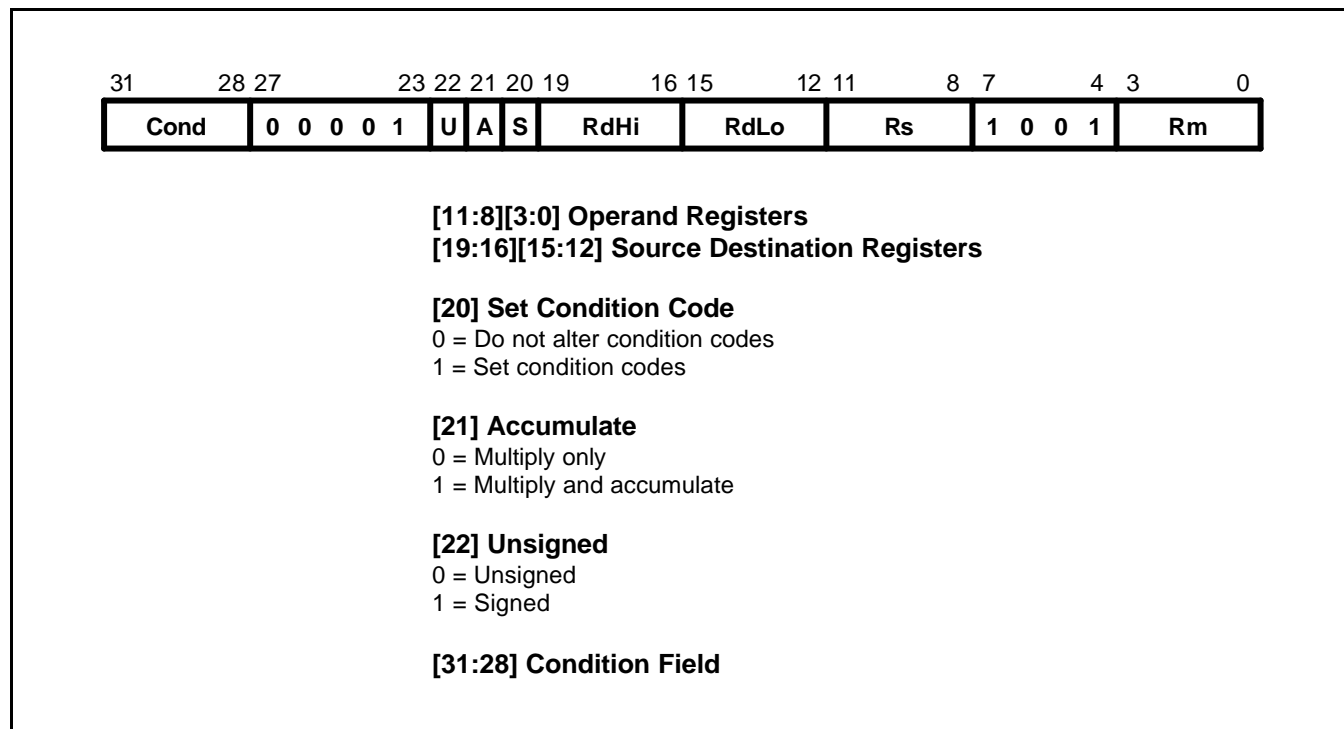 31 28 27 23 22 21 20 19 16 15 12 11 8 7 4 3 0
Cond 0 0 0 0 1 U A S RdHi RdLo Rs 1 0 0 1 Rm
[11:8][3:0] Operand Registers
[19:16][15:12] Source Destination Registers
[20] Set Condition Code
0 = Do not alter condition codes
1 = Set condition codes
[21] Accumulate
0 = Multiply only
1 = Multiply and accumulate
[22] Unsigned
0 = Unsigned
1 = Signed
[31:28] Condition Field